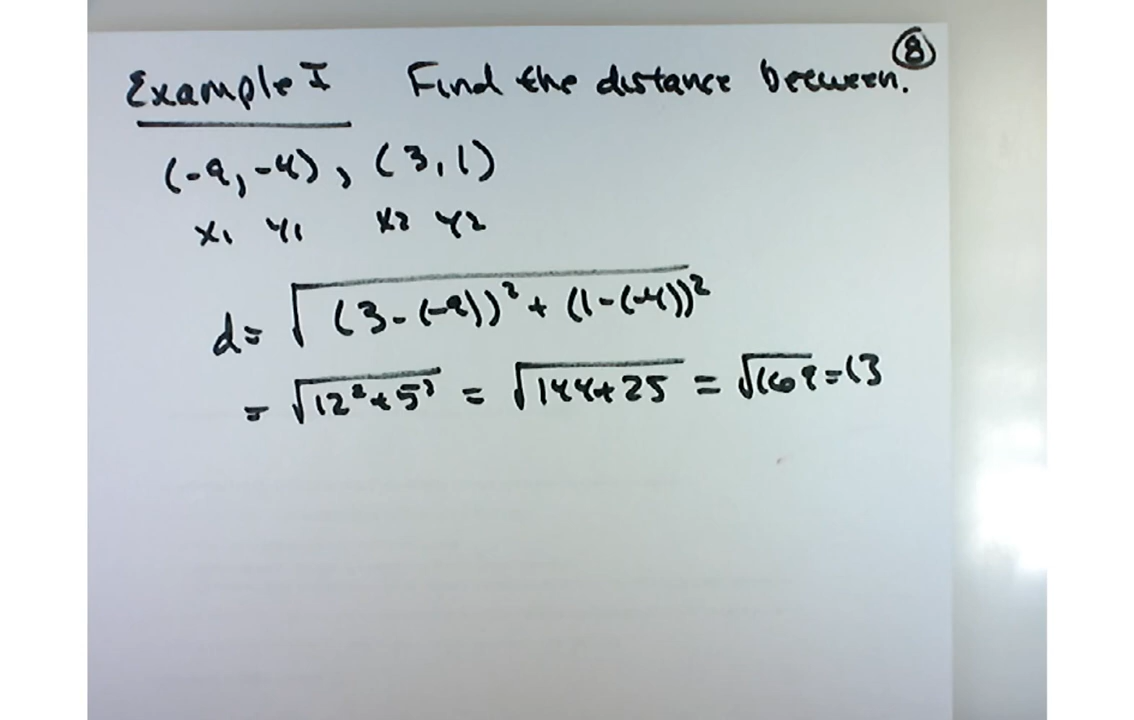 ⑧
Example I Find the distance between.
(-9,-4), (3,1)
x₁ y₁ x₂ y₂
d=√((3-(-9))²+(1-(-4))²)
=√(12²+5²) = √(144+25) = √169=13